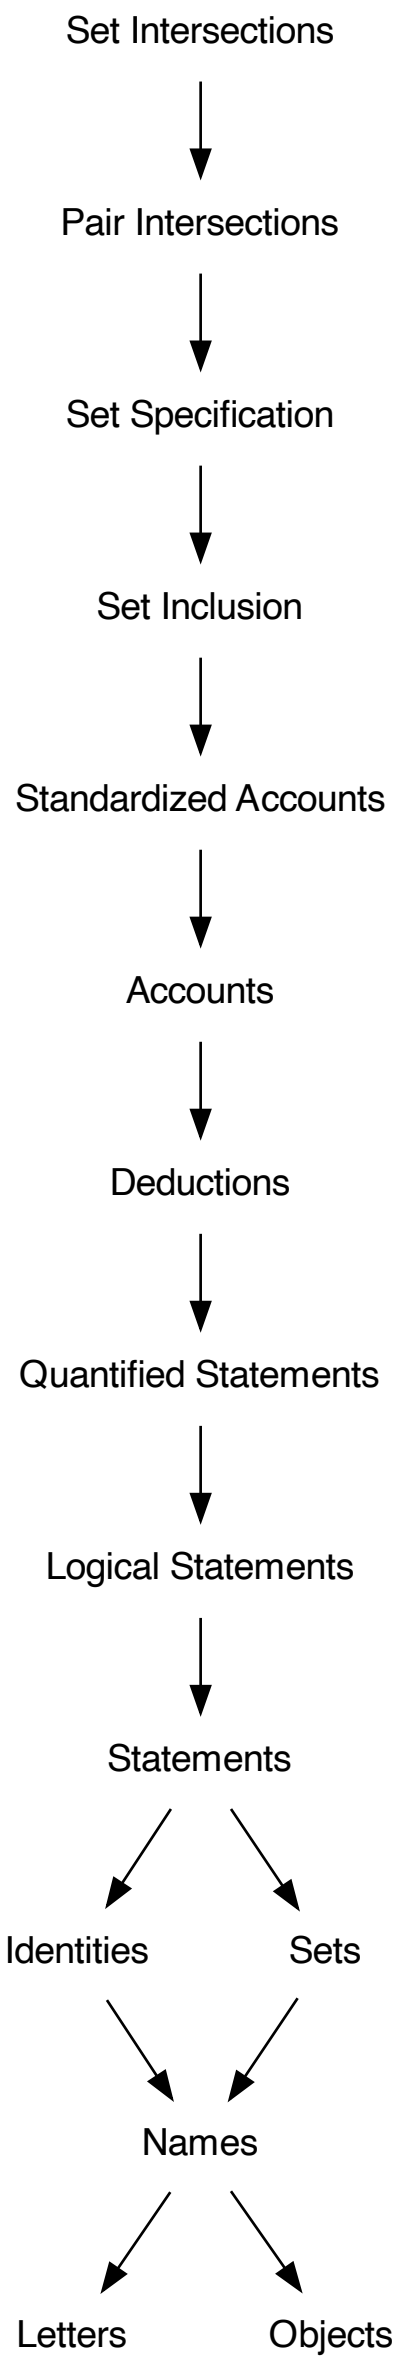 Set Intersections
Pair Intersections
Set Specification
Set Inclusion
Standardized Accounts
Accounts
Deductions
Quantified Statements
Logical Statements
Statements
Identities
Sets
Names
Letters
Objects